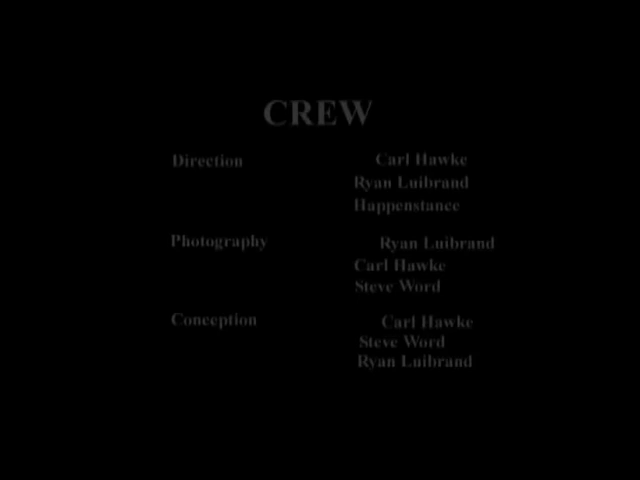 CREW
Direction Carl Hawke
Ryan Luibrand
Happenstance
Photography Ryan Luibrand
Carl Hawke
Steve Word
Conception Carl Hawke
Steve Word
Ryan Luibrand